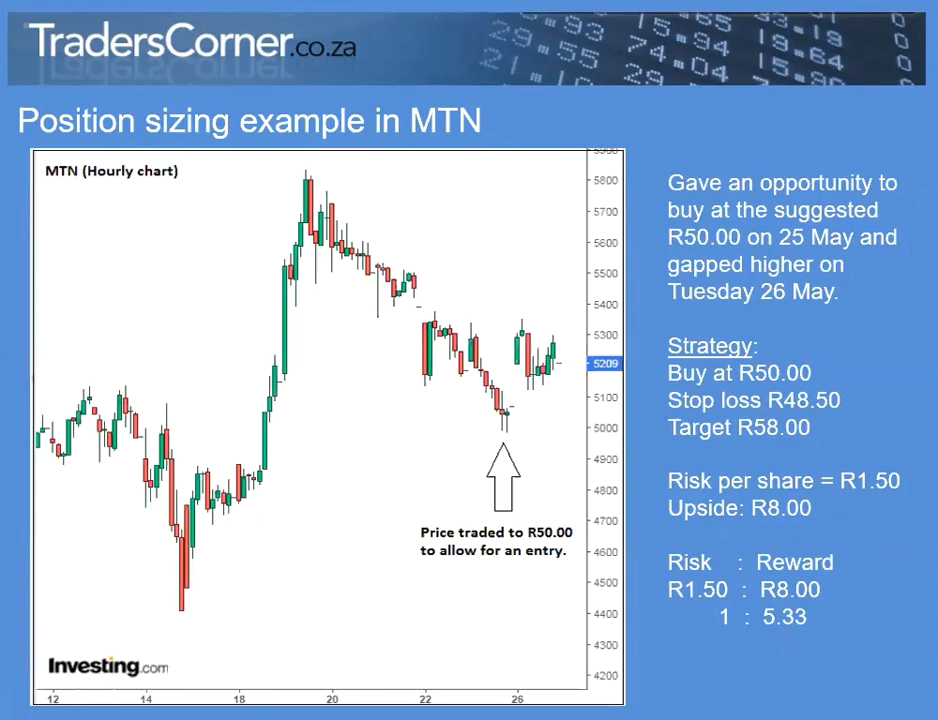 TradersCorner.co.za
Position sizing example in MTN
MTN (Hourly chart)
5800
5700
5600
5500
5400
5300
5209
5100
5000
4900
4800
4700
4600
4500
4400
4300
4200
Price traded to R50.00
to allow for an entry.
Investing.com
12 14 16 18 20 22 26
Gave an opportunity to
buy at the suggested
R50.00 on 25 May and
gapped higher on
Tuesday 26 May.
Strategy:
Buy at R50.00
Stop loss R48.50
Target R58.00
Risk per share = R1.50
Upside: R8.00
Risk : Reward
R1.50 : R8.00
1 : 5.33